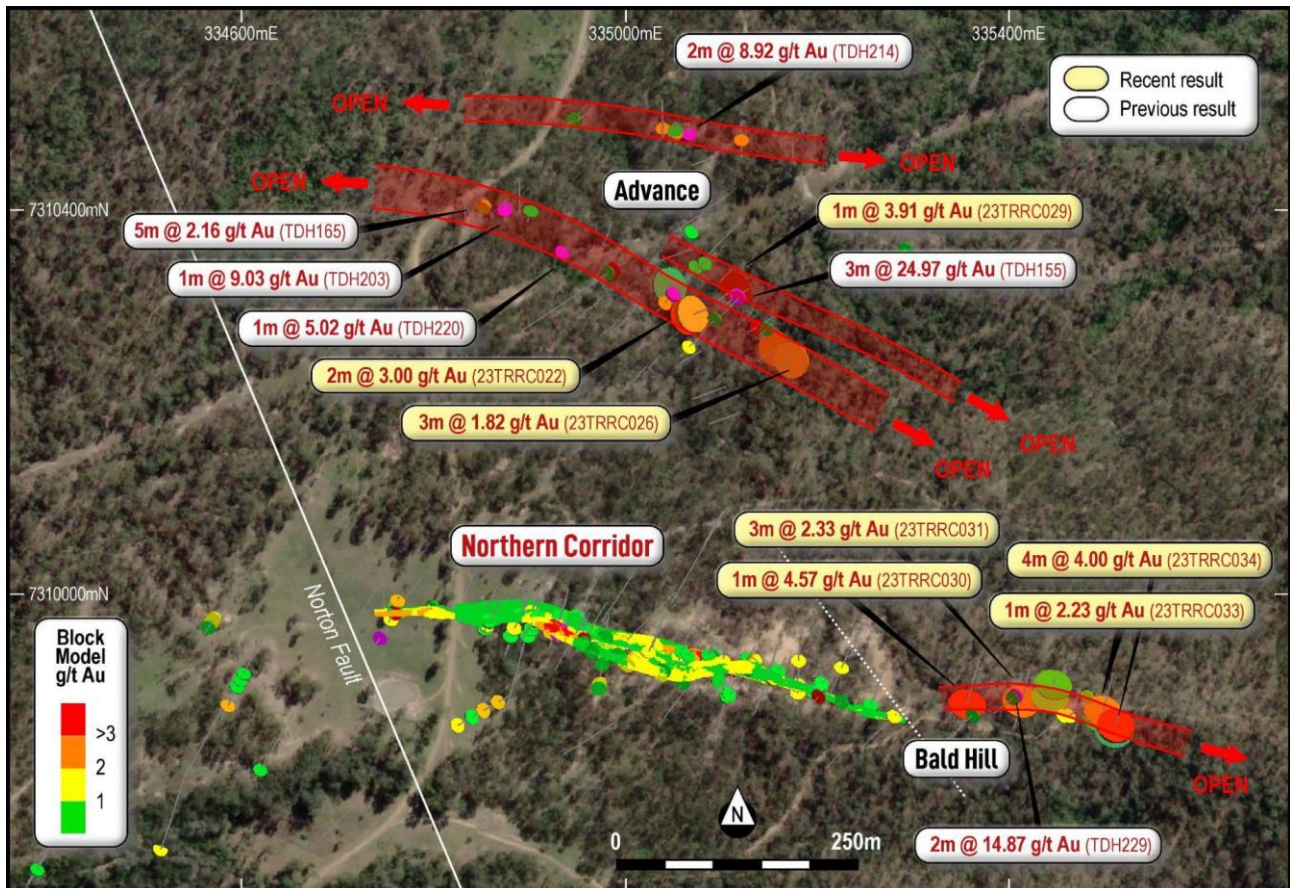 334600mE
335000mE
335400mE
2m @ 8.92 g/t Au (TDH214)
Recent result
Previous result
OPEN
OPEN
OPEN
Advance
7310400mN
1m @ 3.91 g/t Au (23TRRC029)
5m @ 2.16 g/t Au (TDH165)
3m @ 24.97 g/t Au (TDH155)
1m @ 9.03 g/t Au (TDH203)
1m @ 5.02 g/t Au (TDH220)
2m @ 3.00 g/t Au (23TRRC022)
3m @ 1.82 g/t Au (23TRRC026)
OPEN
OPEN
3m @ 2.33 g/t Au (23TRRC031)
Northern Corridor
4m @ 4.00 g/t Au (23TRRC034)
1m @ 4.57 g/t Au (23TRRC030)
7310000mN
1m @ 2.23 g/t Au (23TRRC033)
Norton Fault
Block
Model
g/t Au
>3
2
1
Bald Hill
OPEN
N
0
250m
2m @ 14.87 g/t Au (TDH229)